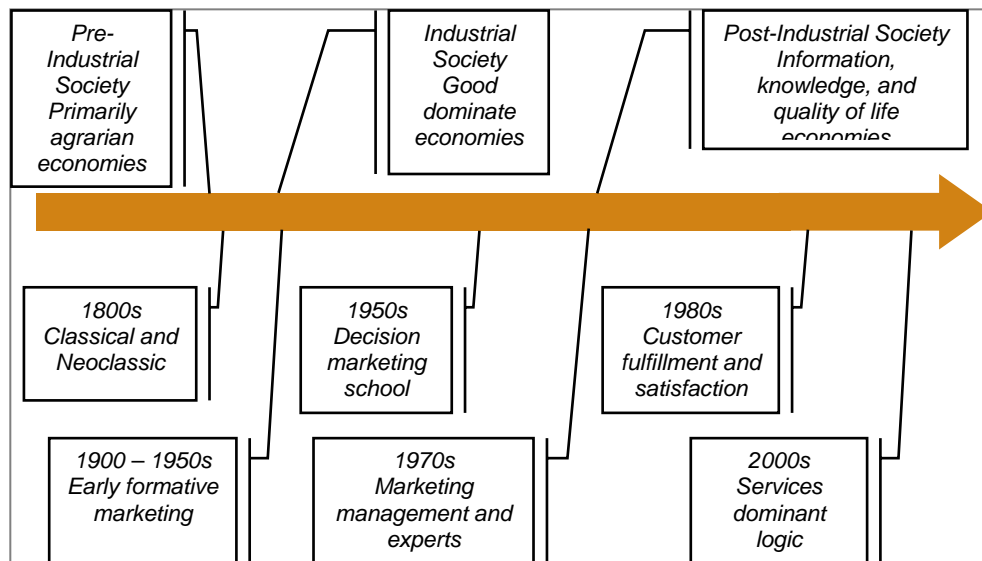 Pre-
Industrial
Society
Primarily
agrarian
economies
Industrial
Society
Good
dominate
economies
Post-Industrial Society
Information,
knowledge, and
quality of life
economies
1800s
Classical and
Neoclassic
1950s
Decision
marketing
school
1980s
Customer
fulfillment and
satisfaction
1900 – 1950s
Early formative
marketing
1970s
Marketing
management and
experts
2000s
Services
dominant
logic